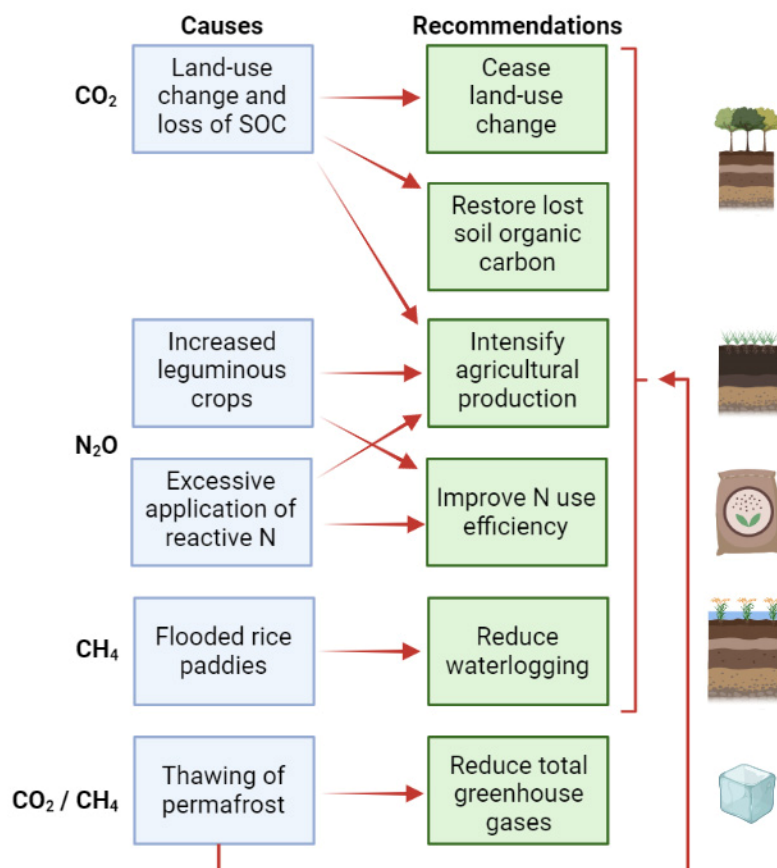 Causes
Recommendations
CO₂
Land-use
change and
loss of SOC
Cease
land-use
change
Restore lost
soil organic
carbon
Increased
leguminous
crops
Intensify
agricultural
production
N₂O
Excessive
application of
reactive N
Improve N use
efficiency
CH₄
Flooded rice
paddies
Reduce
waterlogging
CO₂ / CH₄
Thawing of
permafrost
Reduce total
greenhouse
gases